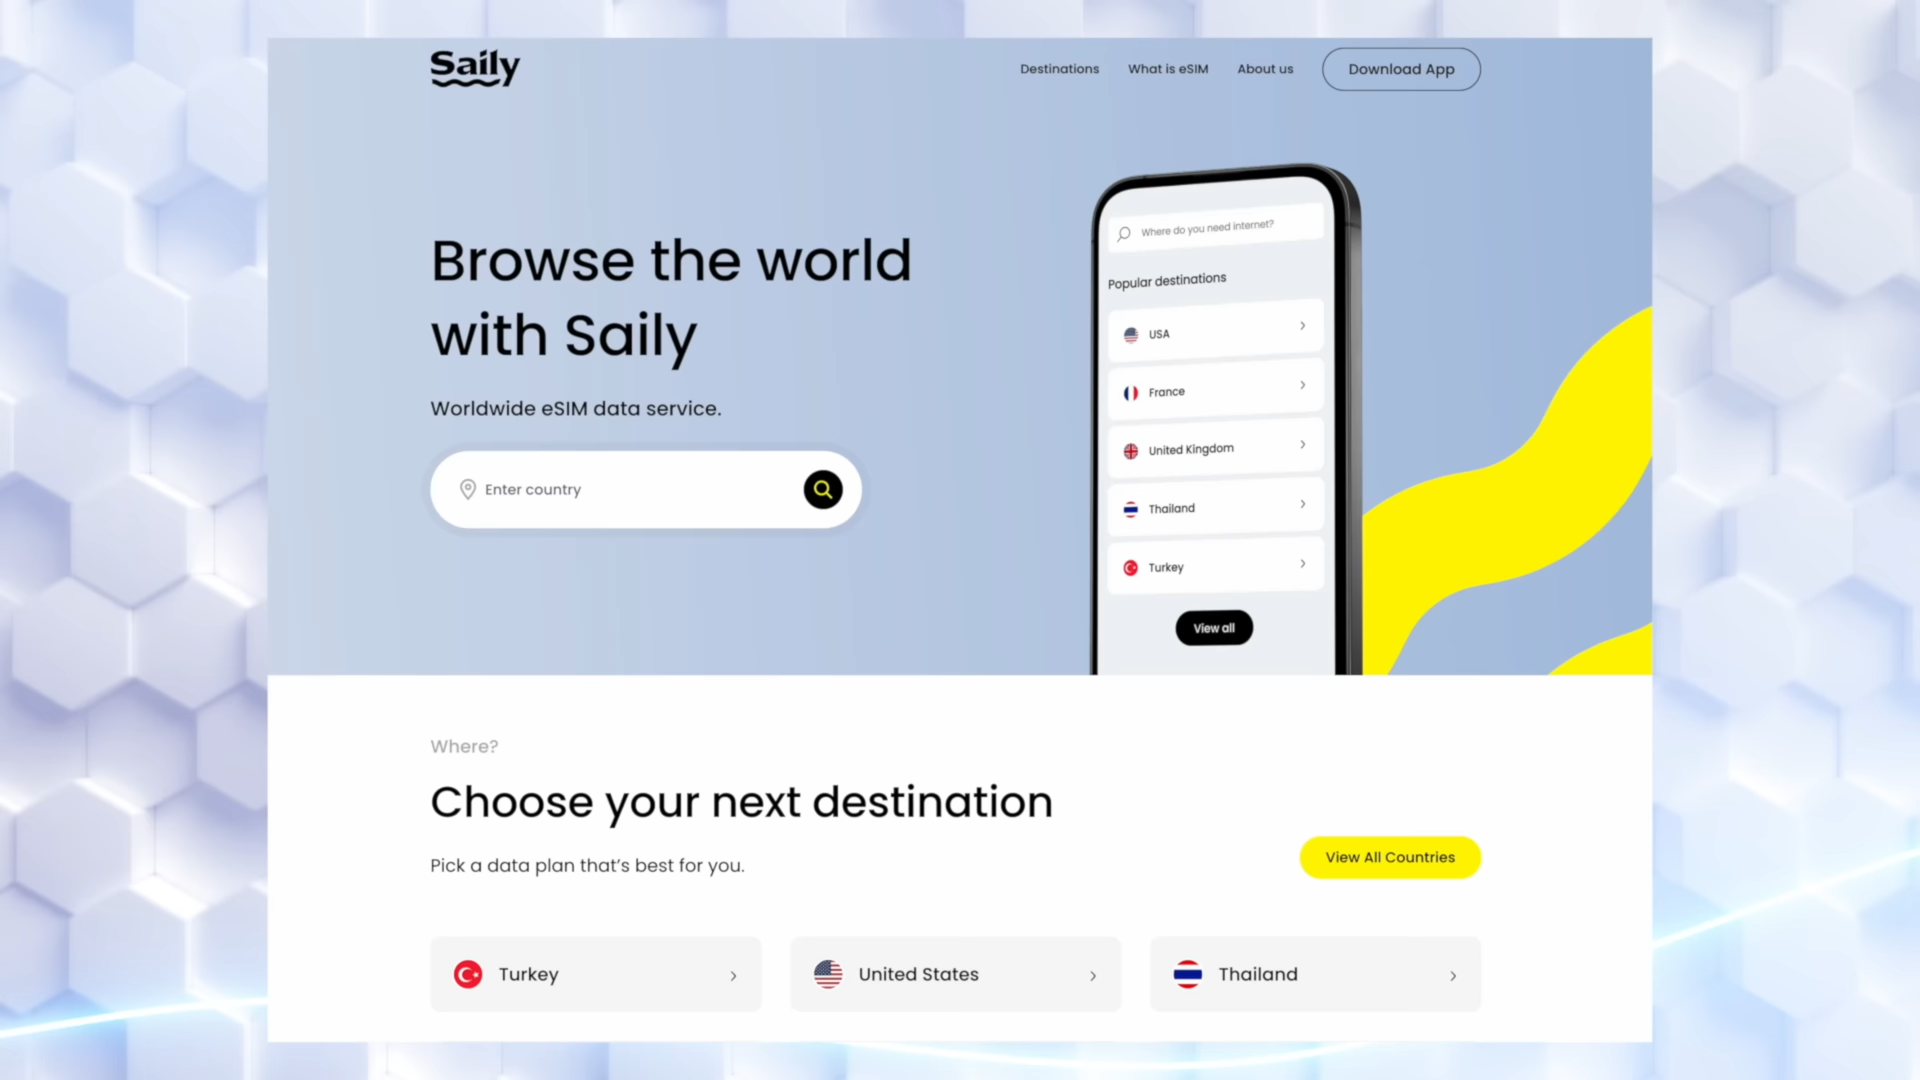 Saily
Destinations
What is eSIM
About us
Download App
Browse the world
with Saily
Worldwide eSIM data service.
Enter country
Where do you need internet?
Popular destinations
USA
France
United Kingdom
Thailand
Turkey
View all
Where?
Choose your next destination
Pick a data plan that's best for you.
View All Countries
Turkey
United States
Thailand